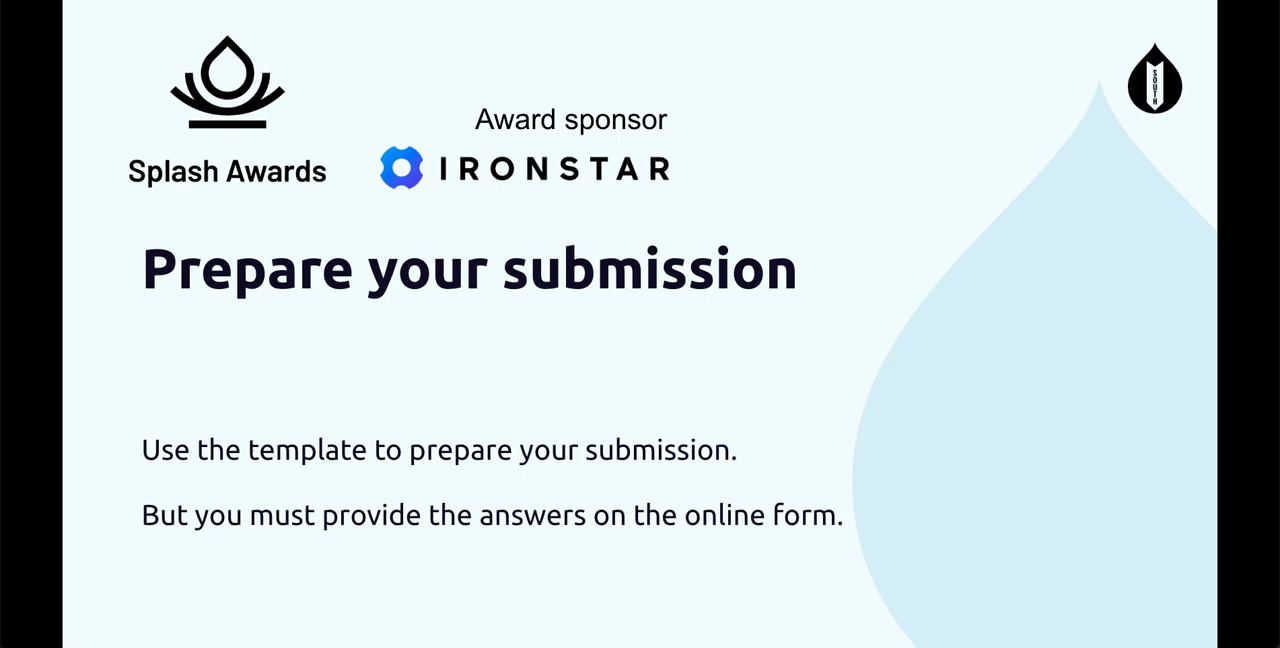 Award sponsor
Splash Awards
IRONSTAR
SOUTH
Prepare your submission
Use the template to prepare your submission.
But you must provide the answers on the online form.